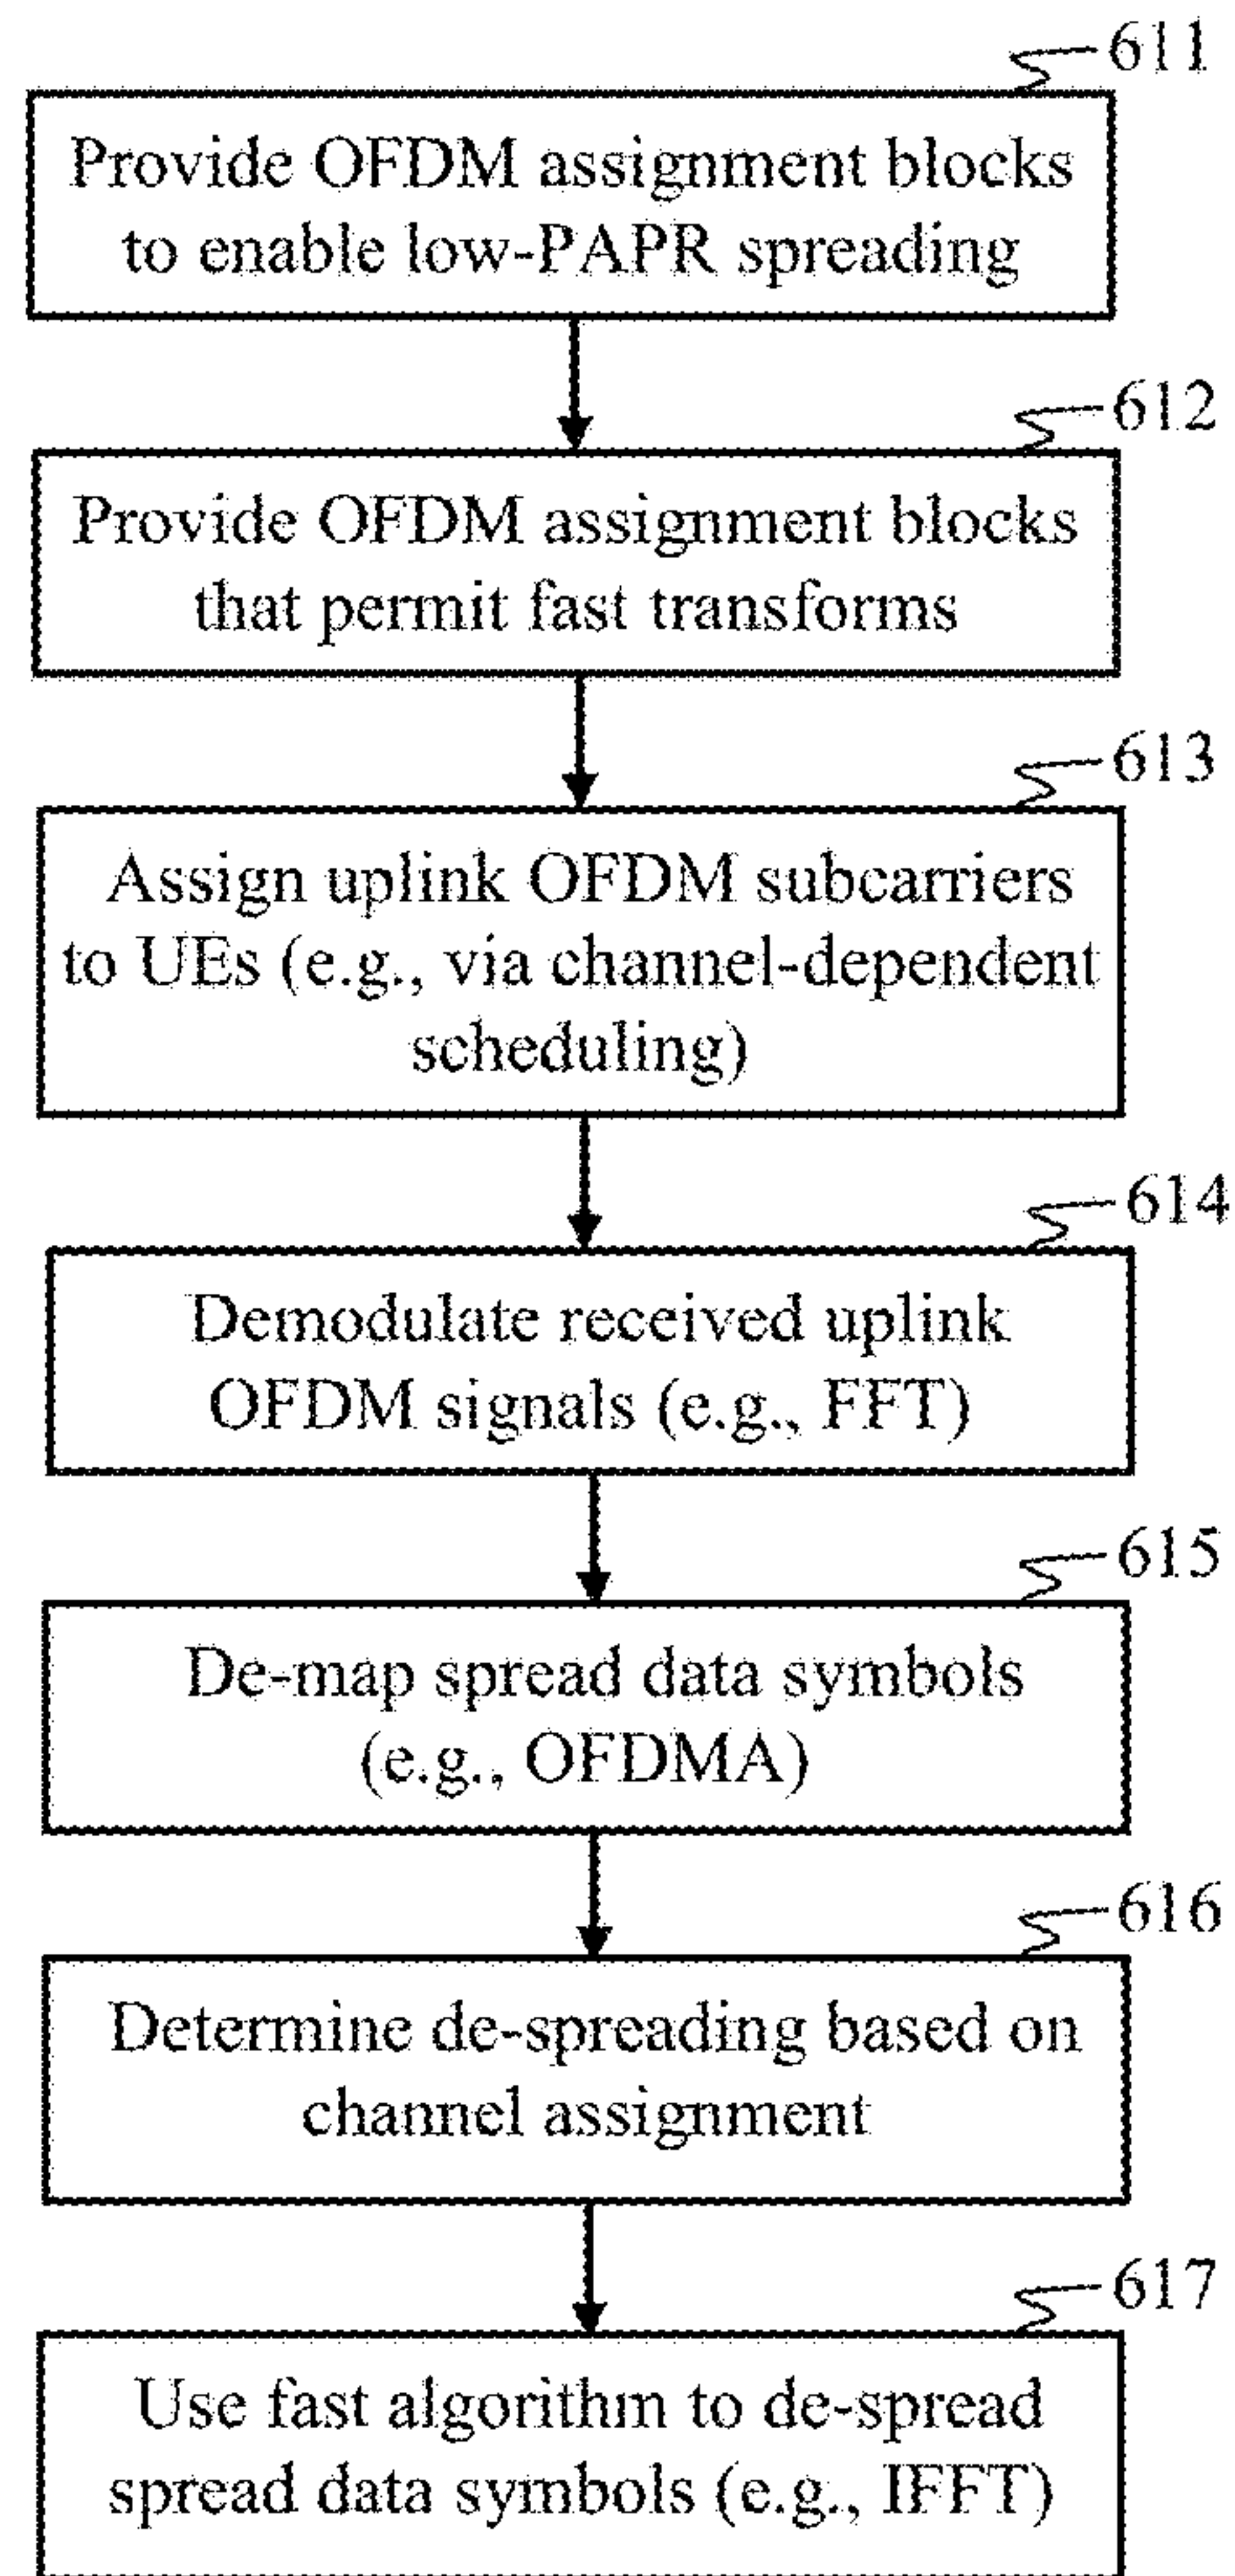 611
Provide OFDM assignment blocks
to enable low-PAPR spreading
612
Provide OFDM assignment blocks
that permit fast transforms
613
Assign uplink OFDM subcarriers
to UEs (e.g., via channel-dependent
scheduling)
614
Demodulate received uplink
OFDM signals (e.g., FFT)
615
De-map spread data symbols
(e.g., OFDMA)
616
Determine de-spreading based on
channel assignment
617
Use fast algorithm to de-spread
spread data symbols (e.g., IFFT)